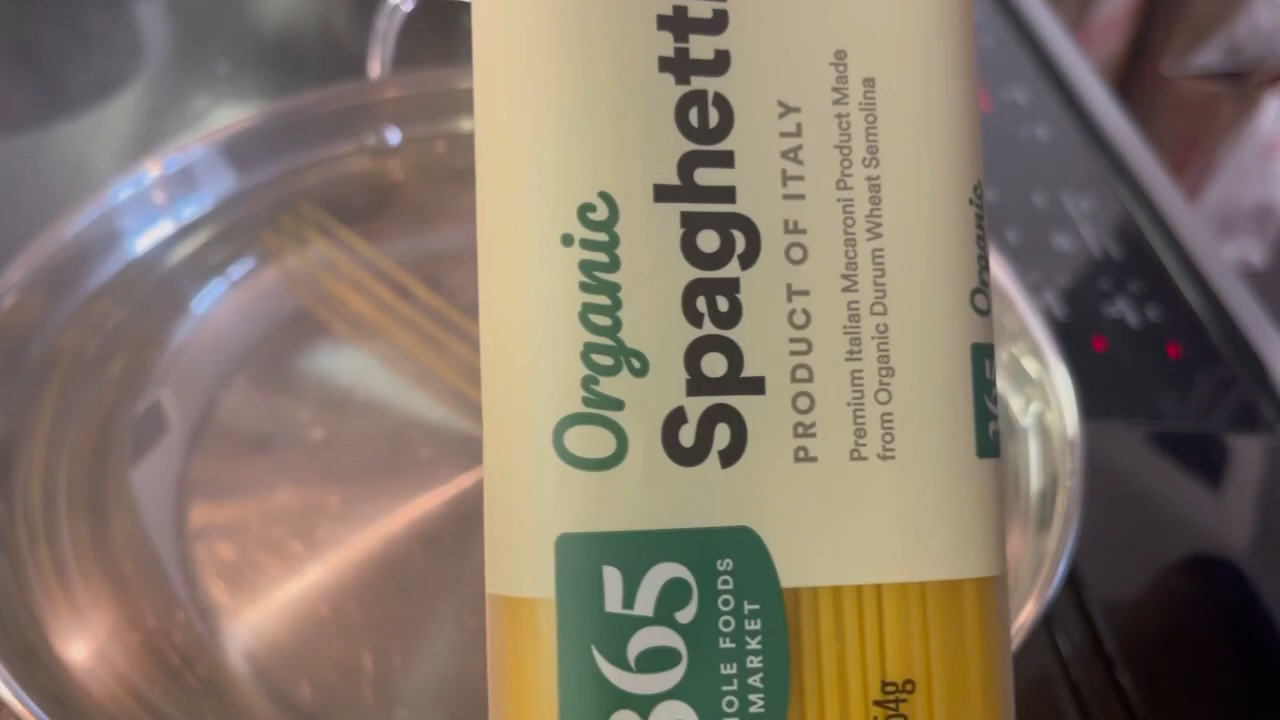 Organic
Spaghetti
PRODUCT OF ITALY
Premium Italian Macaroni Product Made
from Organic Durum Wheat Semolina
365
WHOLE FOODS
MARKET
Organic
365